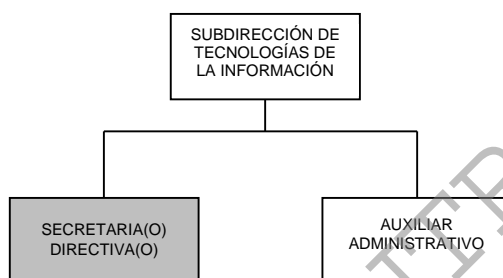 SUBDIRECCIÓN DE
TECNOLOGÍAS DE
LA INFORMACIÓN
SECRETARIA(O)
DIRECTIVA(O)
AUXILIAR
ADMINISTRATIVO